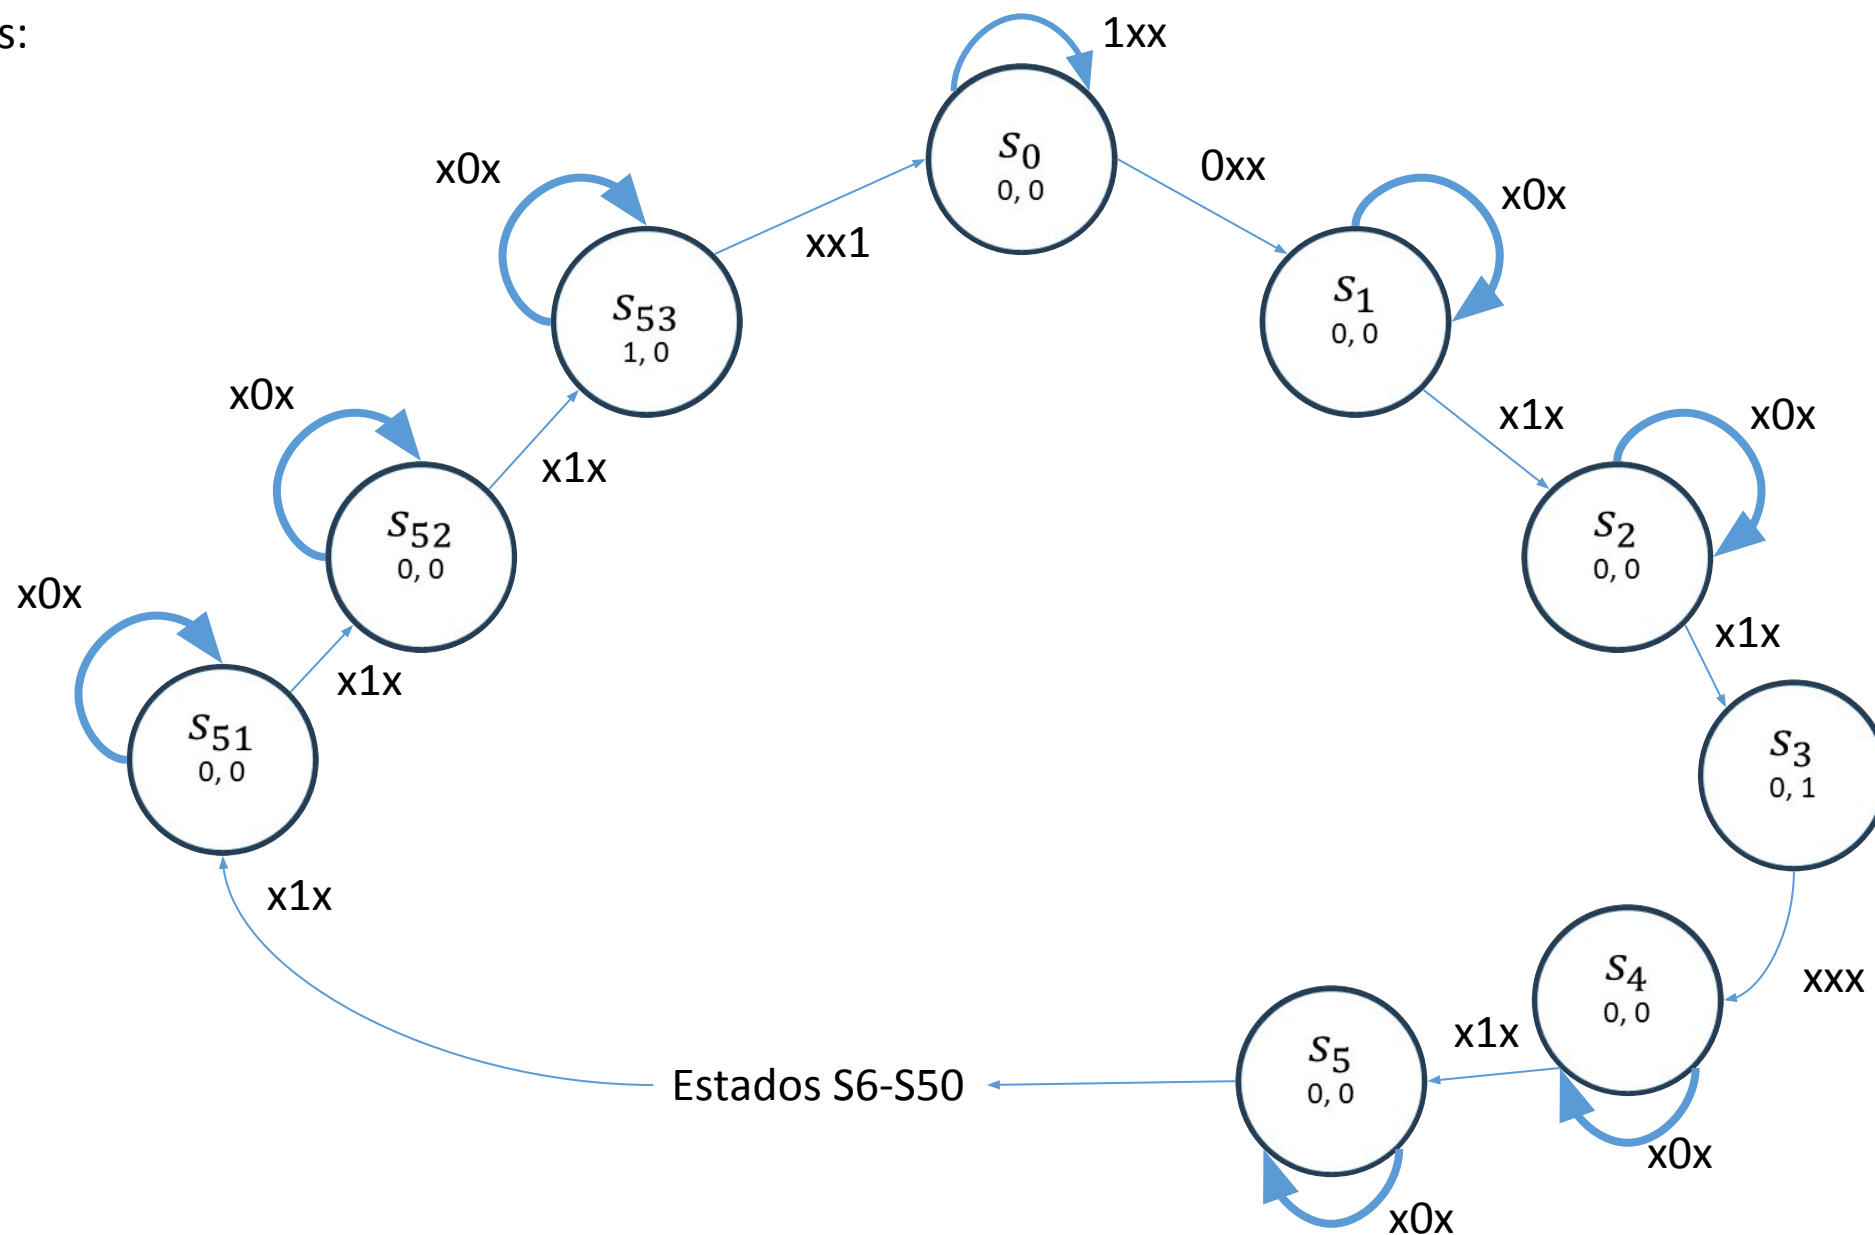 s:
1xx
S0
0, 0
0xx
x0x
S1
0, 0
x1x
x0x
S2
0, 0
x1x
S3
0, 1
xxx
S4
0, 0
x0x
x1x
S5
0, 0
x0x
Estados S6-S50
x1x
S51
0, 0
x0x
x1x
S52
0, 0
x0x
x1x
S53
1, 0
x0x
xx1